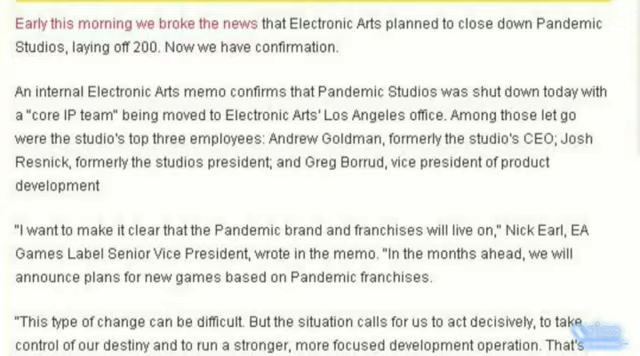 Early this morning we broke the news that Electronic Arts planned to close down Pandemic
Studios, laying off 200. Now we have confirmation.
An internal Electronic Arts memo confirms that Pandemic Studios was shut down today with
a "core IP team" being moved to Electronic Arts' Los Angeles office. Among those let go
were the studio's top three employees: Andrew Goldman, formerly the studio's CEO; Josh
Resnick, formerly the studios president; and Greg Borrud, vice president of product
development
"I want to make it clear that the Pandemic brand and franchises will live on," Nick Earl, EA
Games Label Senior Vice President, wrote in the memo. "In the months ahead, we will
announce plans for new games based on Pandemic franchises.
"This type of change can be difficult. But the situation calls for us to act decisively, to take
control of our destiny and to run a stronger, more focused development operation. That's